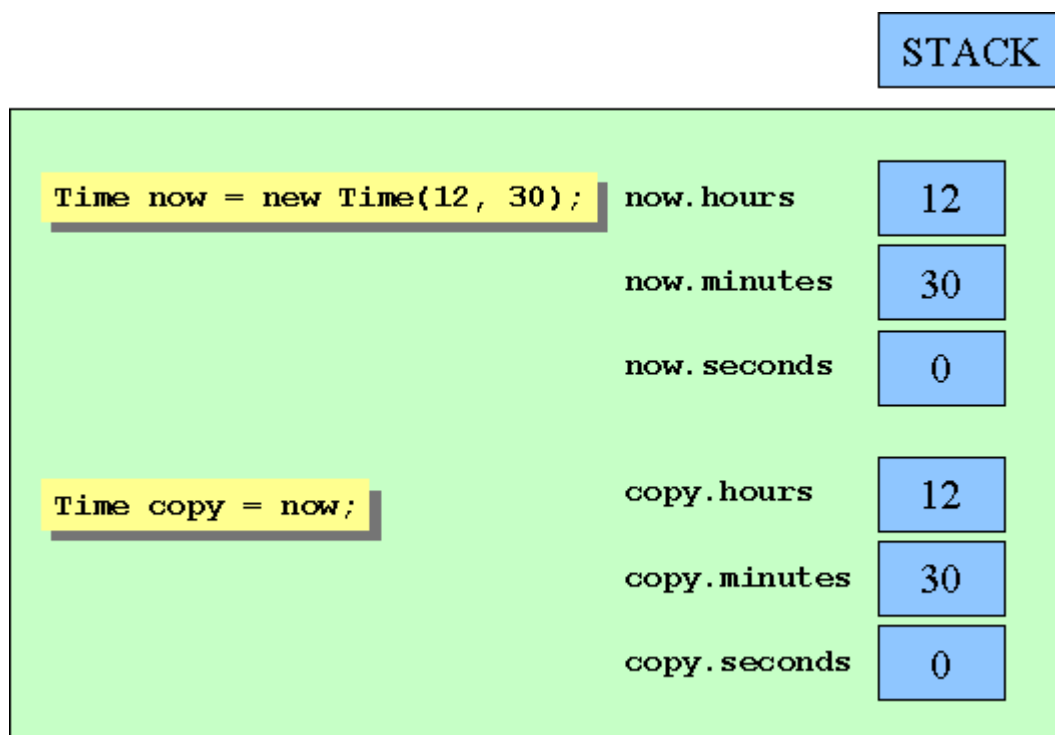 STACK
Time now = new Time(12, 30); now.hours 12
now.minutes 30
now.seconds 0
Time copy = now; copy.hours 12
copy.minutes 30
copy.seconds 0